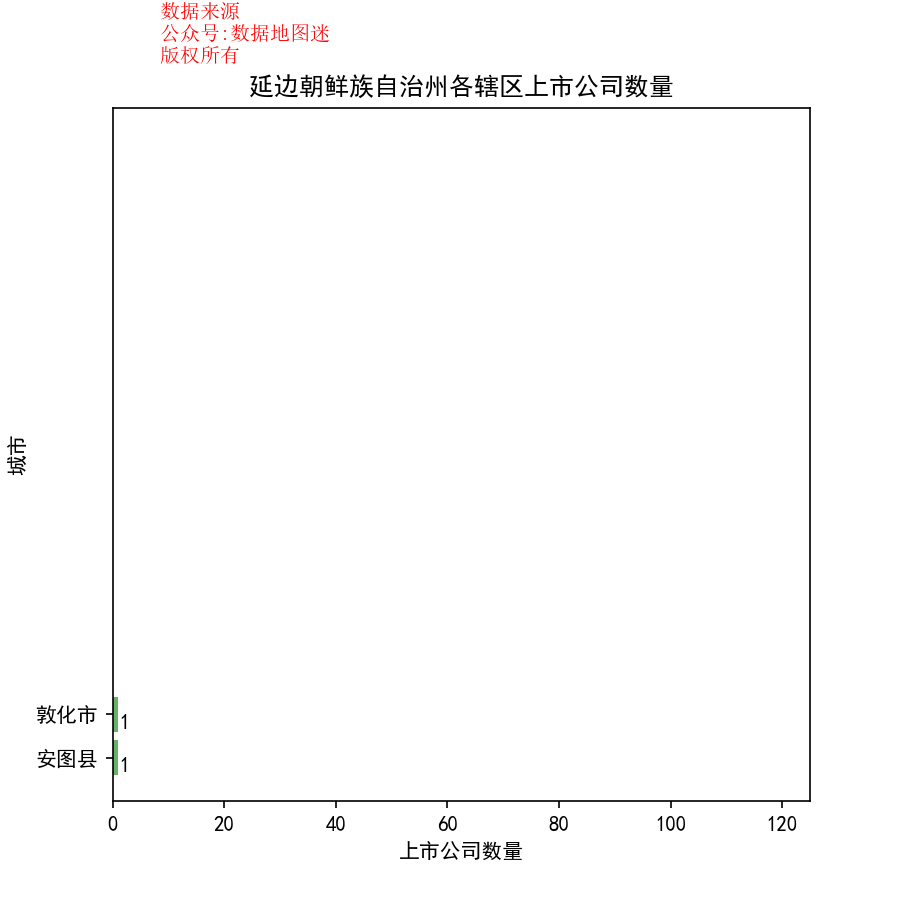 数据来源
公众号:数据地图迷
版权所有
延边朝鲜族自治州各辖区上市公司数量
城市
敦化市
1
安图县
1
0 20 40 60 80 100 120
上市公司数量